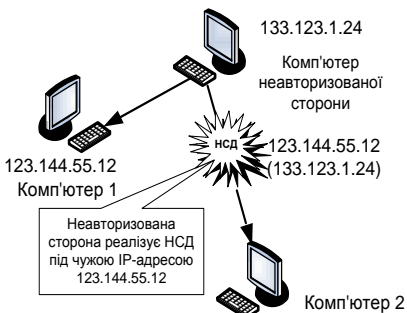 133.123.1.24
Комп'ютер
неавторизованої
сторони
НСД
123.144.55.12
(133.123.1.24)
123.144.55.12
Комп'ютер 1
Неавторизована
сторона реалізує НСД
під чужою IP-адресою
123.144.55.12
Комп'ютер 2